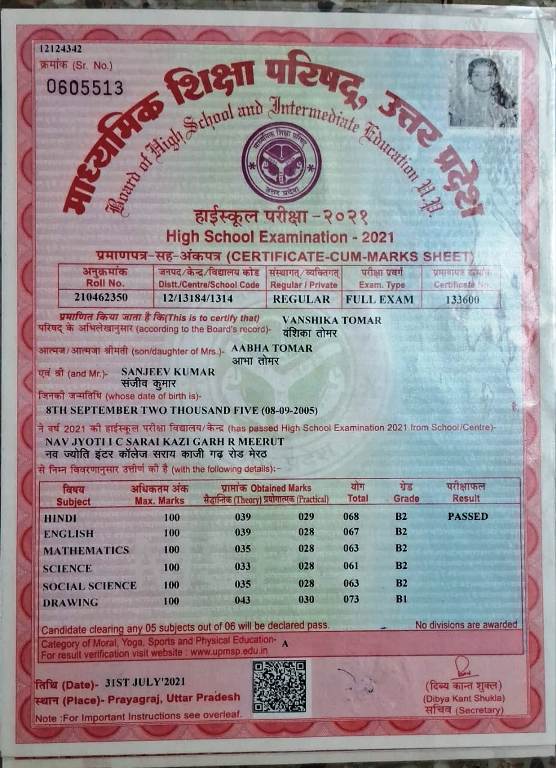 12124342
क्रमांक (Sr. No.)
0605513
माध्यमिक शिक्षा परिषद्, उत्तर प्रदेश
Board of High School and Intermediate Education U.P.
माध्यमिक शिक्षा परिषद्
उत्तर प्रदेश
हाईस्कूल परीक्षा -२०२१
High School Examination - 2021
प्रमाणपत्र-सह-अंकपत्र (CERTIFICATE-CUM-MARKS SHEET)
अनुक्रमांक जनपद/केन्द्र/विद्यालय कोड संस्थागत/व्यक्तिगत परीक्षा प्रवर्ग प्रमाणपत्र क्रमांक
Roll No. Distt./Centre/School Code Regular / Private Exam. Type Certificate No.
210462350 12/13184/1314 REGULAR FULL EXAM 133600
प्रमाणित किया जाता है कि(This is to certify that) VANSHIKA TOMAR
परिषद के अभिलेखानुसार (according to the Board's record)- वंशिका तोमर
आत्मज/आत्मजा श्रीमती (son/daughter of Mrs.)- AABHA TOMAR
आभा तोमर
एवं श्री (and Mr.)- SANJEEV KUMAR
संजीव कुमार
जिनकी जन्मतिथि (whose date of birth is)-
8TH SEPTEMBER TWO THOUSAND FIVE (08-09-2005)
ने वर्ष 2021 की हाईस्कूल परीक्षा विद्यालय/केन्द्र (has passed High School Examination 2021 from School/Centre)-
NAV JYOTI I C SARAI KAZI GARH R MEERUT
नव ज्योति इंटर कॉलेज सराय काजी गढ़ रोड मेरठ
से निम्न विवरणानुसार उत्तीर्ण की है (with the following details):-
विषय अधिकतम अंक प्राप्तांक Obtained Marks योग ग्रेड परीक्षाफल
Subject Max. Marks सैद्धान्तिक (Theory) प्रयोगात्मक (Practical) Total Grade Result
HINDI 100 039 029 068 B2 PASSED
ENGLISH 100 039 028 067 B2
MATHEMATICS 100 035 028 063 B2
SCIENCE 100 033 028 061 B2
SOCIAL SCIENCE 100 035 028 063 B2
DRAWING 100 043 030 073 B1
Candidate clearing any 05 subjects out of 06 will be declared pass. No divisions are awarded
Category of Moral, Yoga, Sports and Physical Education- A
For result verification visit website : www.upmsp.edu.in
तिथि (Date)- 31ST JULY'2021
स्थान (Place)- Prayagraj, Uttar Pradesh
Note :For Important Instructions see overleaf.
(दिब्य कान्त शुक्ल)
(Dibya Kant Shukla)
सचिव (Secretary)